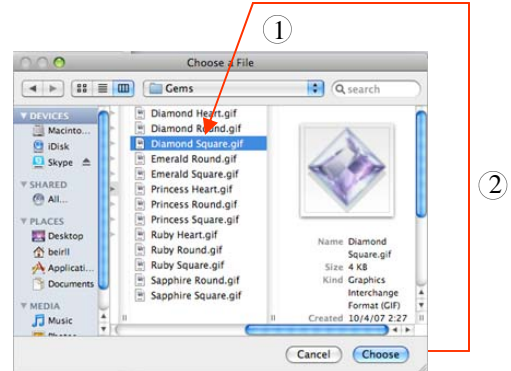 1
Choose a File
Gems
search
DEVICES
Macinto...
iDisk
Skype
SHARED
All...
PLACES
Desktop
beirll
Applicati...
Documents
MEDIA
Music
Diamond Heart.gif
Diamond Round.gif
Diamond Square.gif
Emerald Round.gif
Emerald Square.gif
Princess Heart.gif
Princess Round.gif
Princess Square.gif
Ruby Heart.gif
Ruby Round.gif
Ruby Square.gif
Sapphire Round.gif
Sapphire Square.gif
Name Diamond
Square.gif
Size 4 KB
Kind Graphics
Interchange
Format (GIF)
Created 10/4/07 2:27
Cancel
Choose
2